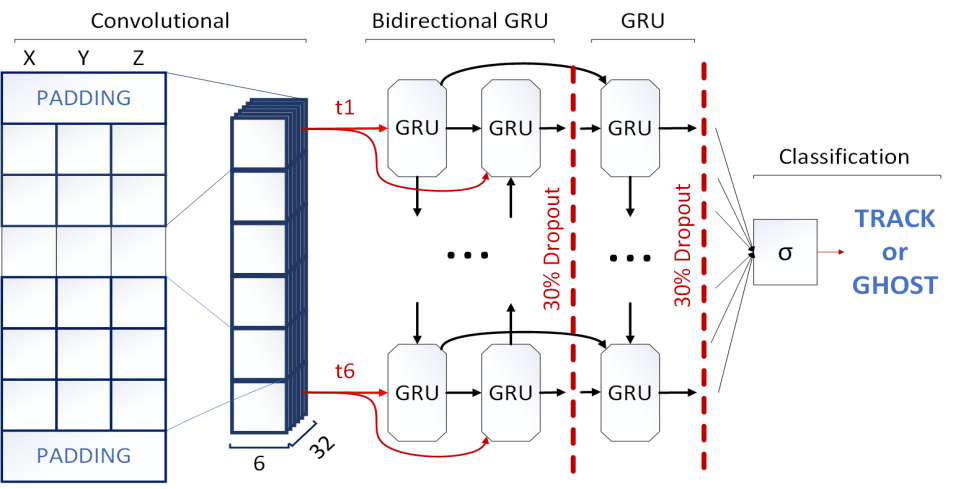 Convolutional
Bidirectional GRU
GRU
X Y Z
PADDING
t1
GRU
GRU
GRU
Classification
30% Dropout
30% Dropout
σ
TRACK
or
GHOST
t6
GRU
GRU
GRU
PADDING
6
32